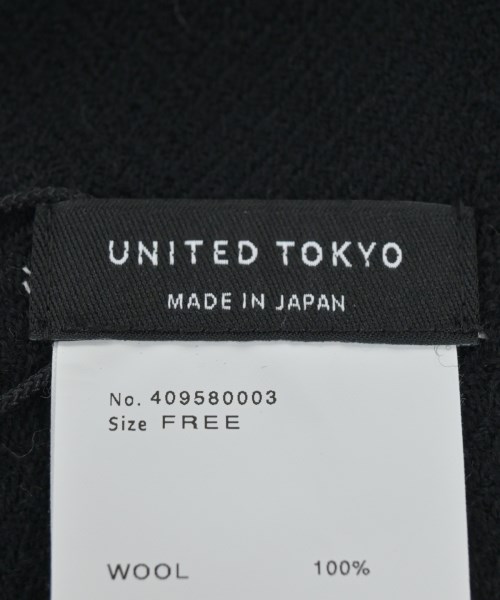 UNITED TOKYO
MADE IN JAPAN
No. 409580003
Size FREE
WOOL 100%